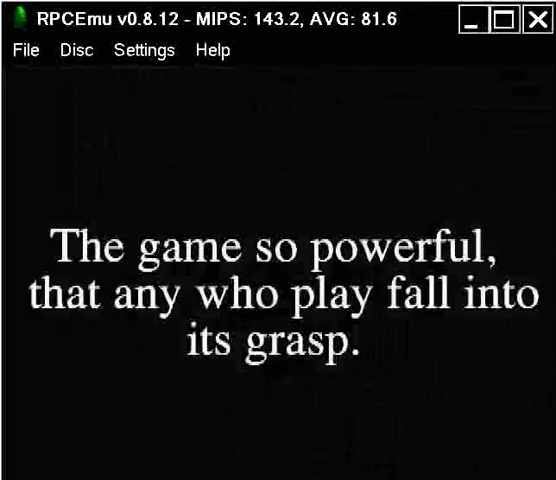 RPCEmu v0.8.12 - MIPS: 143.2, AVG: 81.6
File Disc Settings Help
The game so powerful,
that any who play fall into
its grasp.